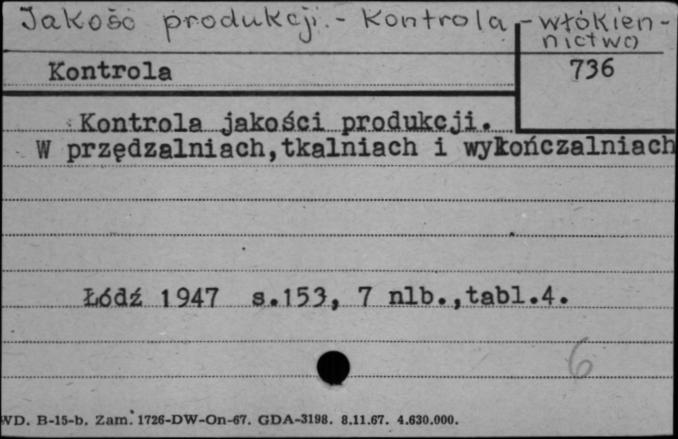 Jakość produkcji. - Kontrola - włókien-
nictwo
Kontrola
736
Kontrola jakości produkcji.
W przędzalniach,tkalniach i wykończalniach
Łódź 1947 s.153, 7 nlb.,tabl.4.
6
WD. B-15-b. Zam. 1726-DW-On-67. GDA-3198. 8.11.67. 4.630.000.